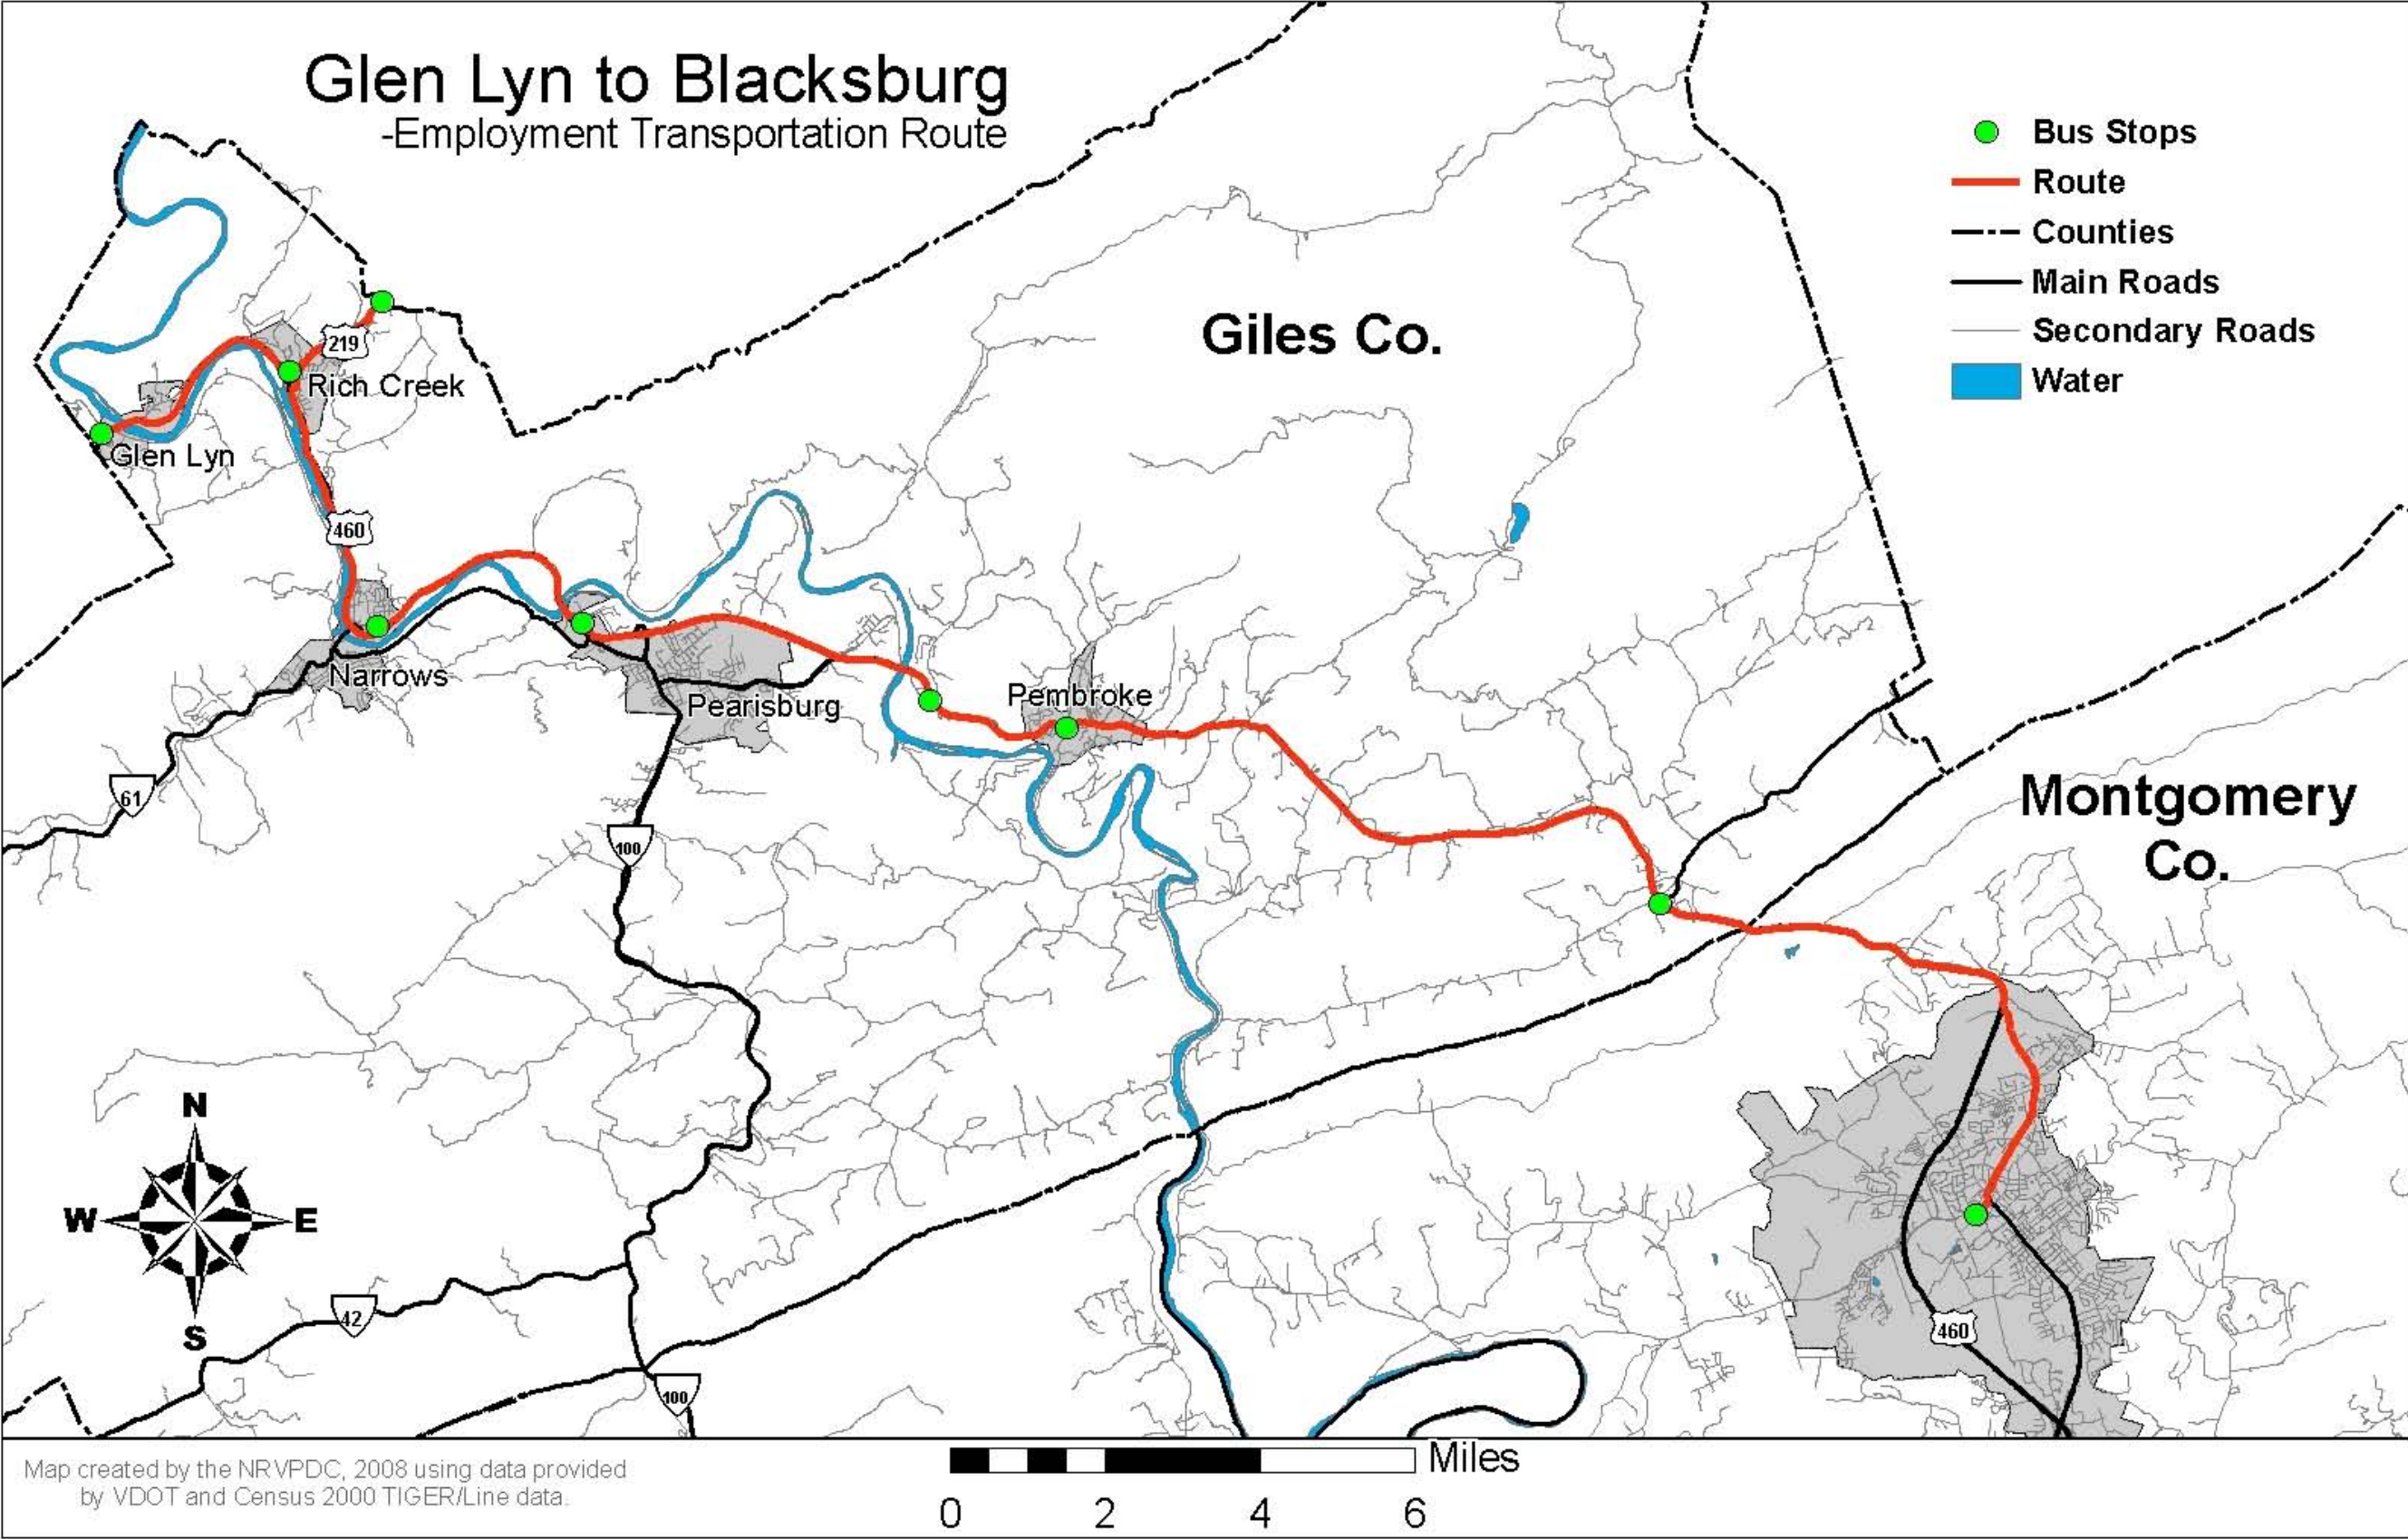 Glen Lyn to Blacksburg
-Employment Transportation Route
Bus Stops
Route
Counties
Main Roads
Secondary Roads
Water
Giles Co.
219
Rich Creek
Glen Lyn
460
Narrows
Pearisburg
Pembroke
61
100
Montgomery
Co.
N
W
E
S
42
100
460
Map created by the NRVPDC, 2008 using data provided
by VDOT and Census 2000 TIGER/Line data.
Miles
0 2 4 6